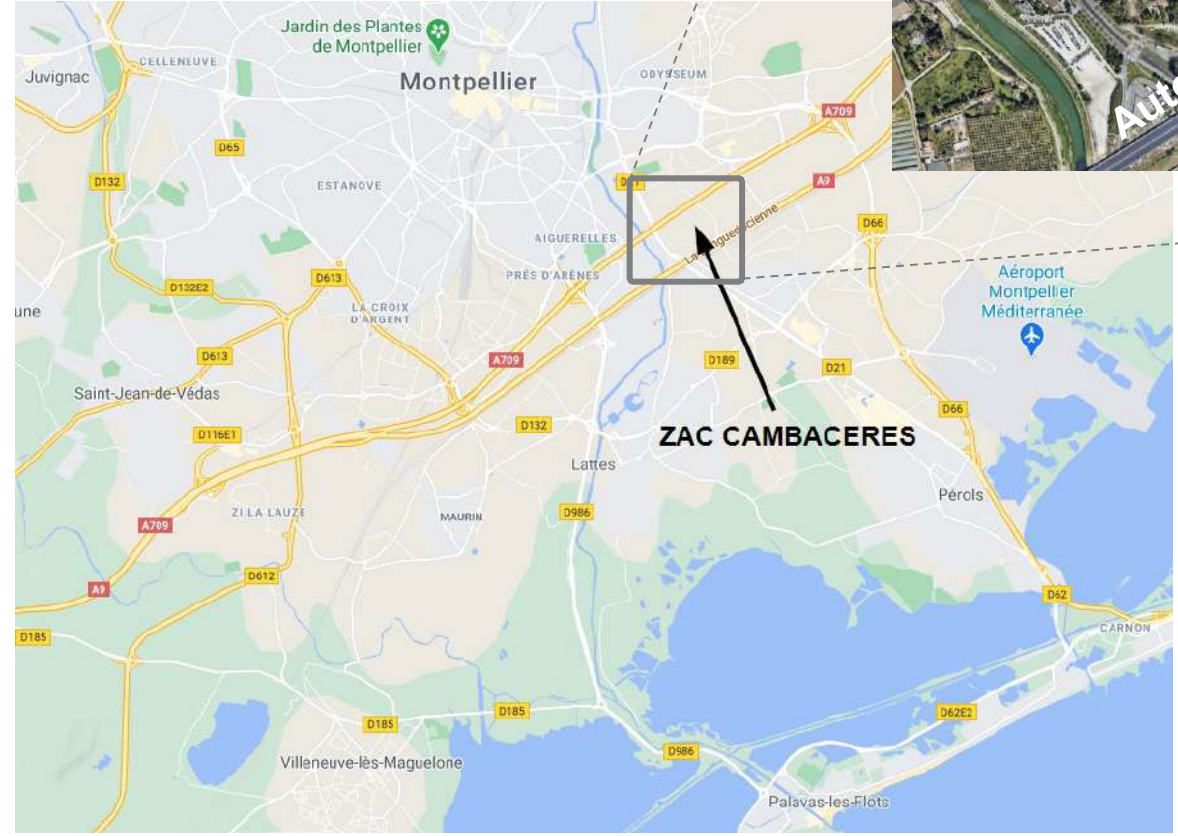 Jardin des Plantes
de Montpellier
Juvignac
CELLENEUVE
Montpellier
ODYSSEUM
A709
D65
D132
ESTANOVE
A9
La Languedocienne
D66
AIGUERELLES
PRÉS D'ARÈNES
D613
D132E2
LA CROIX
D'ARGENT
Aéroport
Montpellier
Méditerranée
D613
A709
D189
D21
Saint-Jean-de-Védas
D66
D116E1
D132
ZAC CAMBACERES
Lattes
Pérols
ZI LA LAUZE
MAURIN
D986
A709
D612
A9
D62
CARNON
D185
D185
D185
D62E2
D986
Villeneuve-lès-Maguelone
Palavas-les-Flots